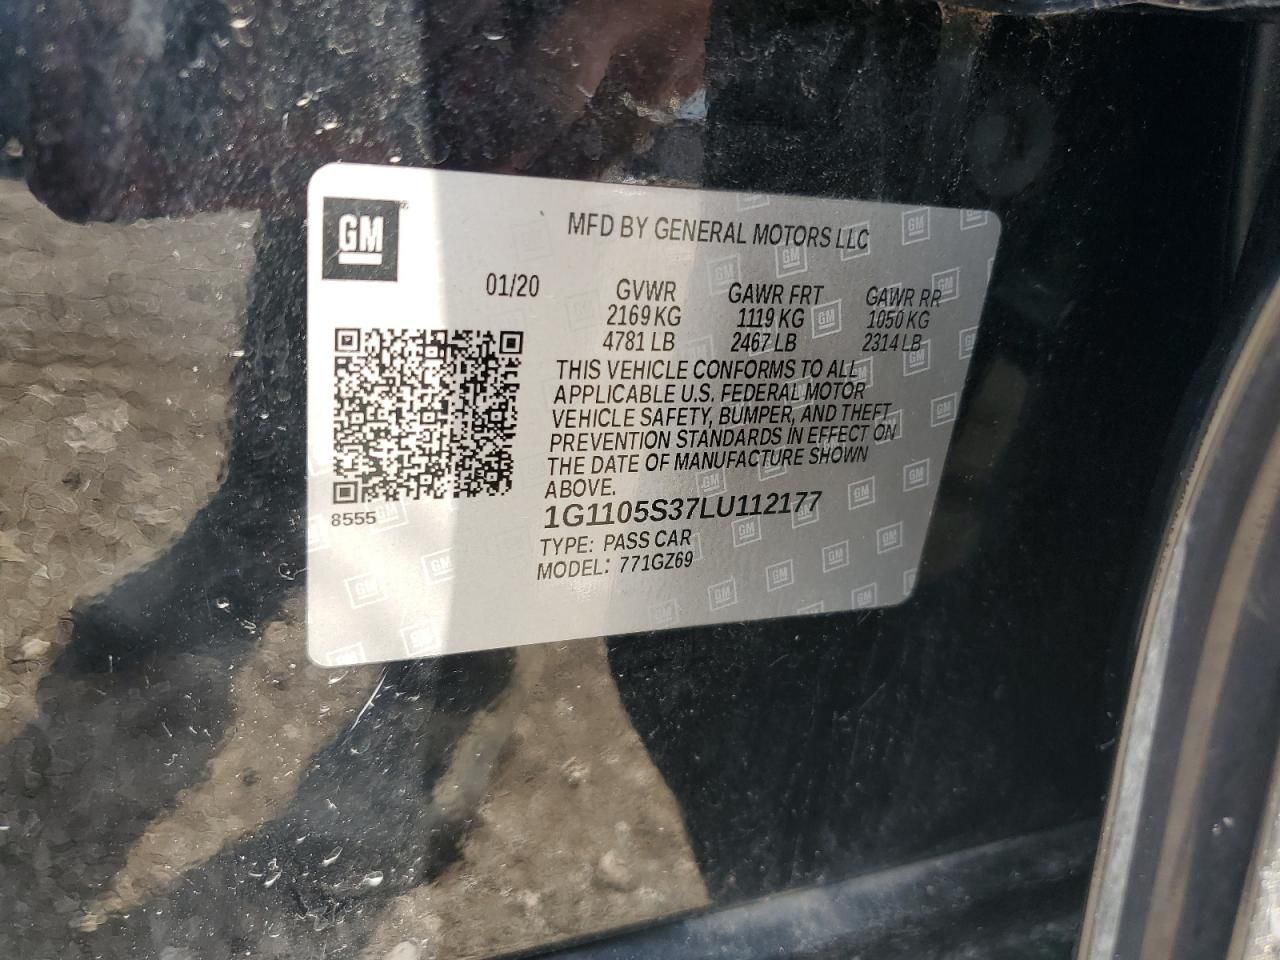 GM
MFD BY GENERAL MOTORS LLC
01/20
GVWR GAWR FRT GAWR RR
2169 KG 1119 KG 1050 KG
4781 LB 2467 LB 2314 LB
THIS VEHICLE CONFORMS TO ALL
APPLICABLE U.S. FEDERAL MOTOR
VEHICLE SAFETY, BUMPER, AND THEFT
PREVENTION STANDARDS IN EFFECT ON
THE DATE OF MANUFACTURE SHOWN
ABOVE.
8555
1G1105S37LU112177
TYPE: PASS CAR
MODEL: 771GZ69